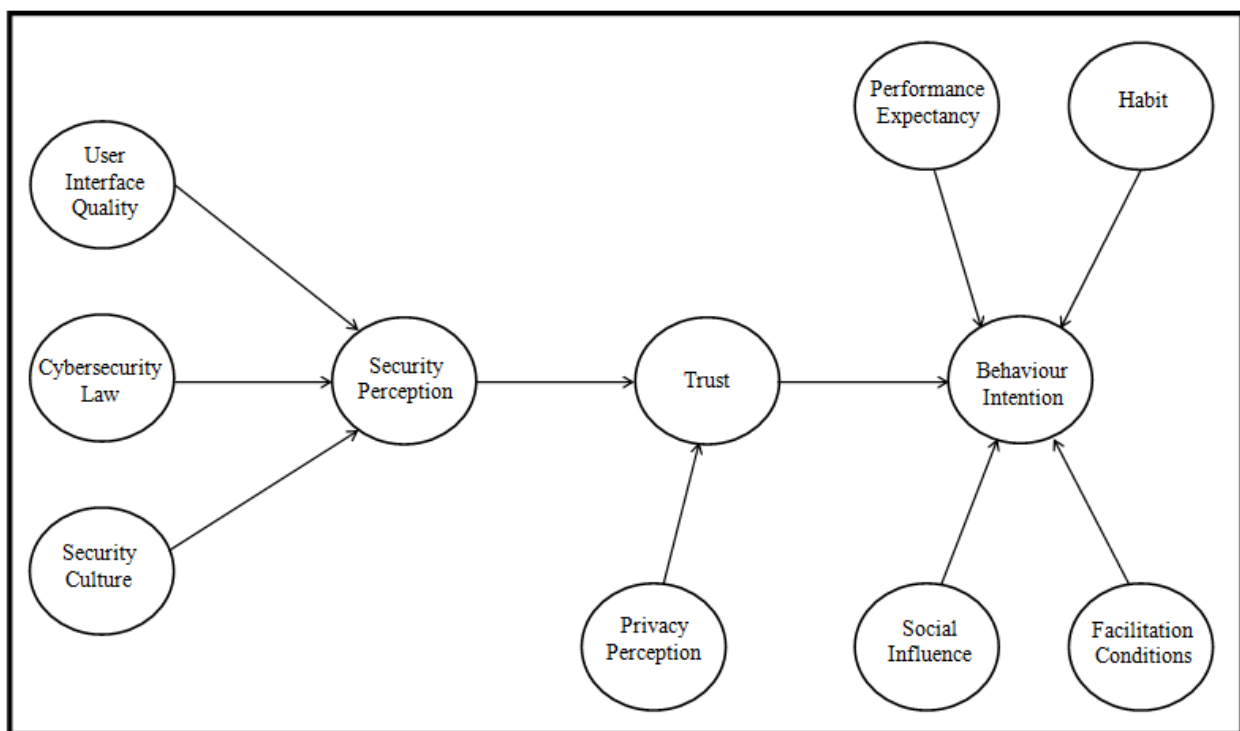 Performance
Expectancy
Habit
User
Interface
Quality
Cybersecurity
Law
Security
Perception
Trust
Behaviour
Intention
Security
Culture
Privacy
Perception
Social
Influence
Facilitation
Conditions